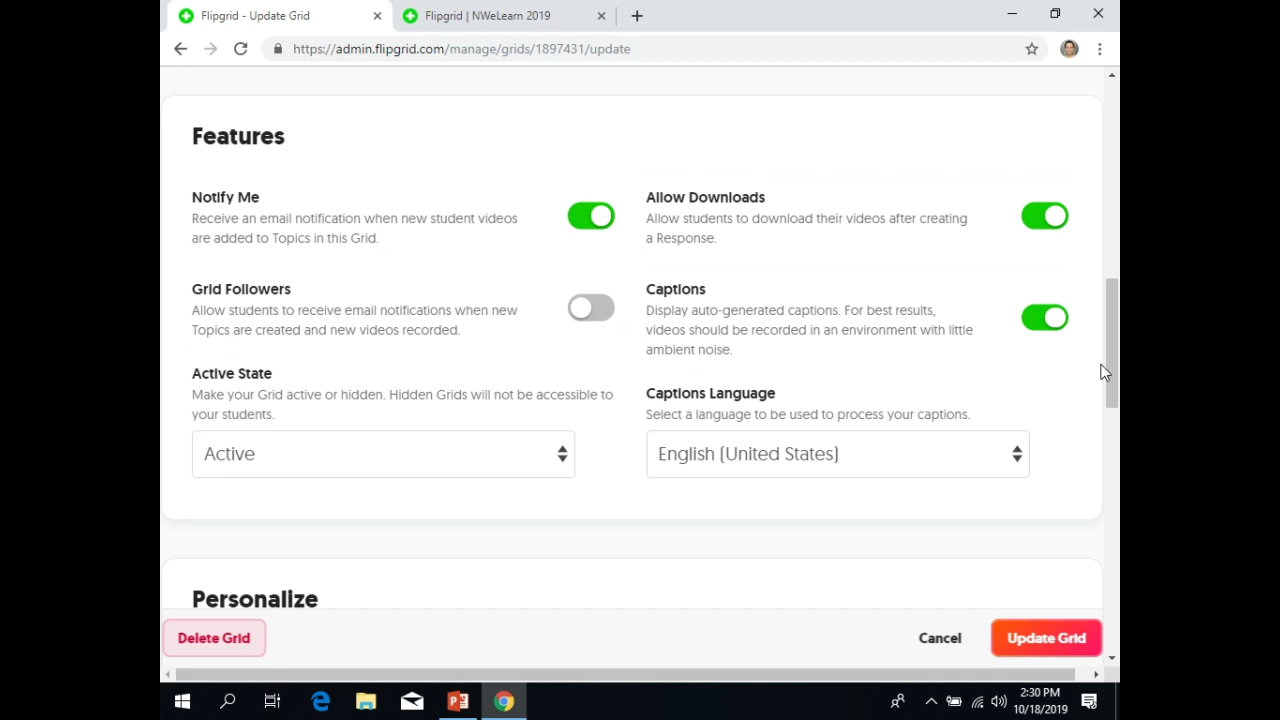 Flipgrid - Update Grid
Flipgrid | NWeLearn 2019
https://admin.flipgrid.com/manage/grids/1897431/update
Features
Notify Me
Receive an email notification when new student videos
are added to Topics in this Grid.
Allow Downloads
Allow students to download their videos after creating
a Response.
Grid Followers
Allow students to receive email notifications when new
Topics are created and new videos recorded.
Captions
Display auto-generated captions. For best results,
videos should be recorded in an environment with little
ambient noise.
Active State
Make your Grid active or hidden. Hidden Grids will not be accessible to
your students.
Active
Captions Language
Select a language to be used to process your captions.
English (United States)
Personalize
Delete Grid
Cancel
Update Grid
2:30 PM
10/18/2019